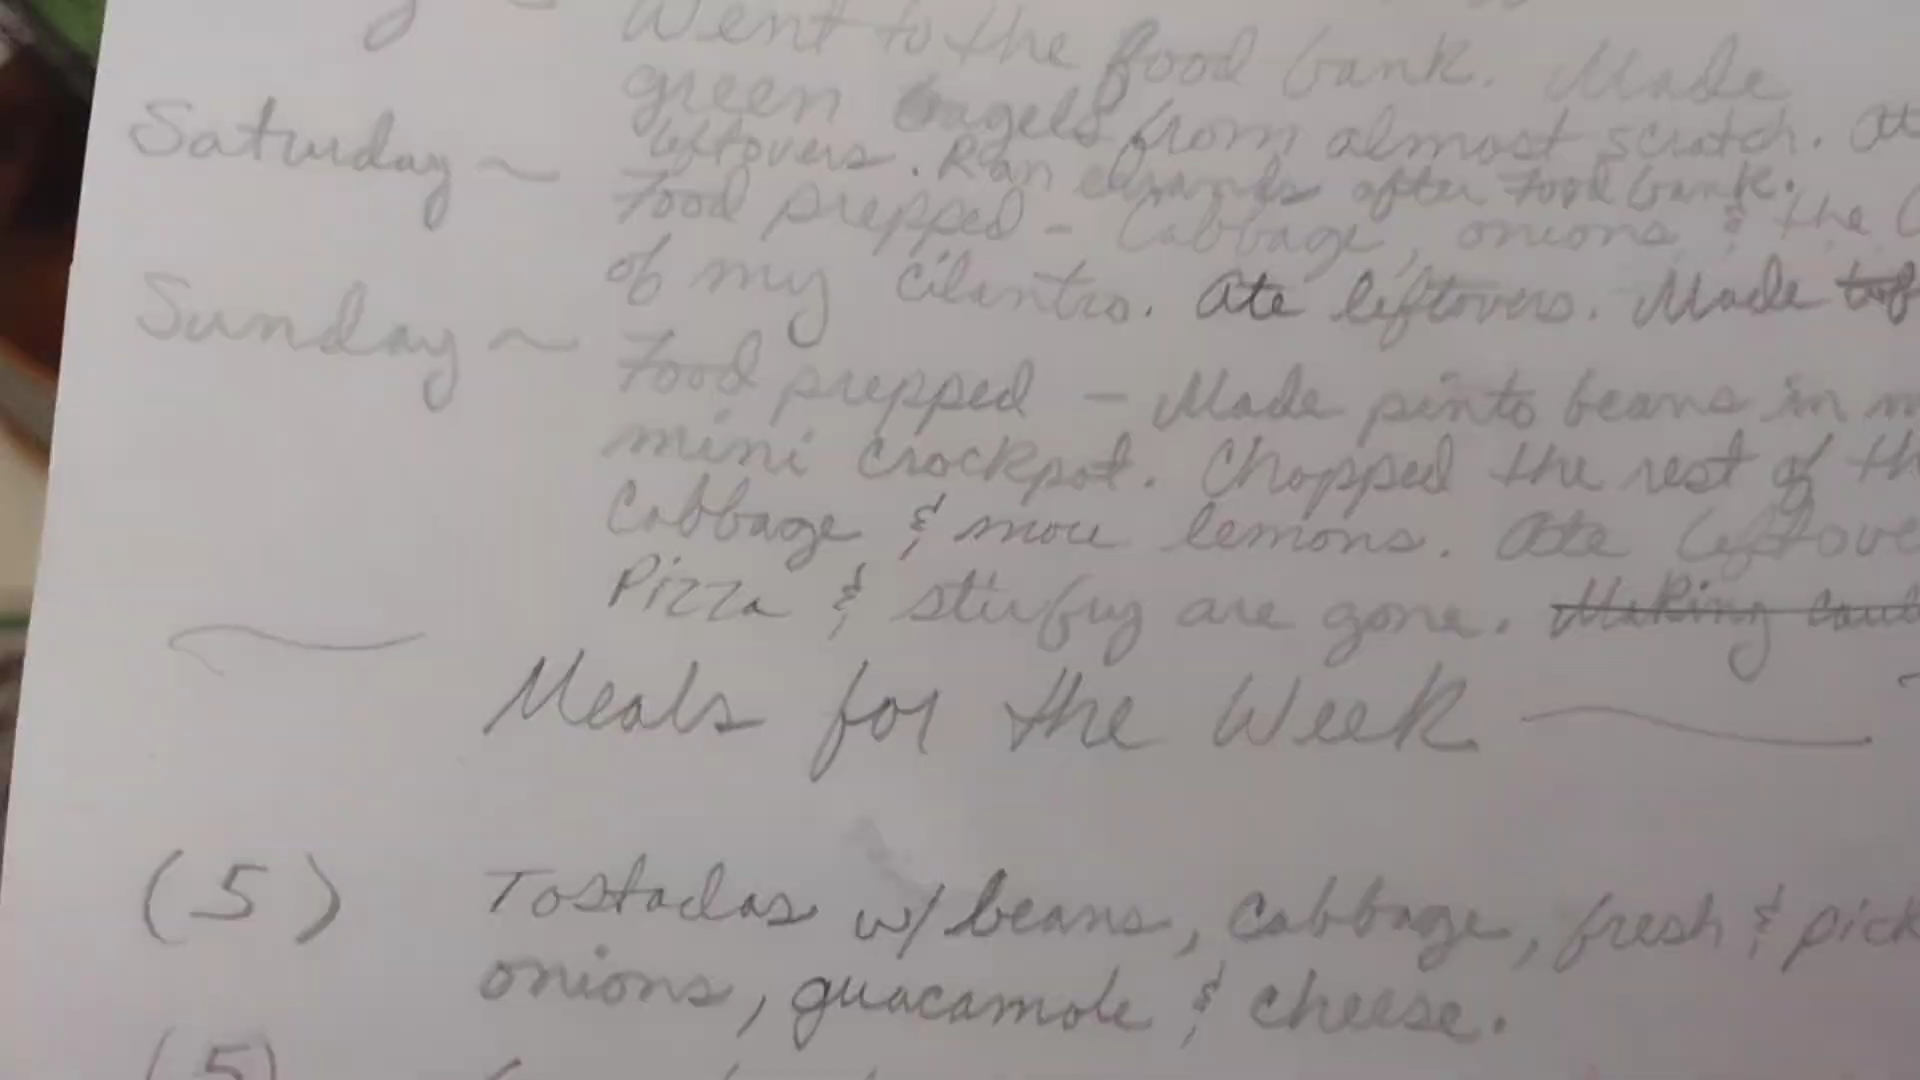 Went to the food bank. Made
green bagels from almost scratch.
Saturday ~ leftovers. Ran errands after Food bank.
Food prepped - Cabbage, onions & the
of my cilantro. Ate leftovers. Made
Sunday ~ Food prepped - Made pinto beans in
mini crockpot. Chopped the rest of
Cabbage & more lemons. Ate
Pizza & stirfry are gone. Making
Meals for the Week
(5) Tostadas w/ beans, cabbage, fresh & pick
onions, guacamole & cheese.
(5)